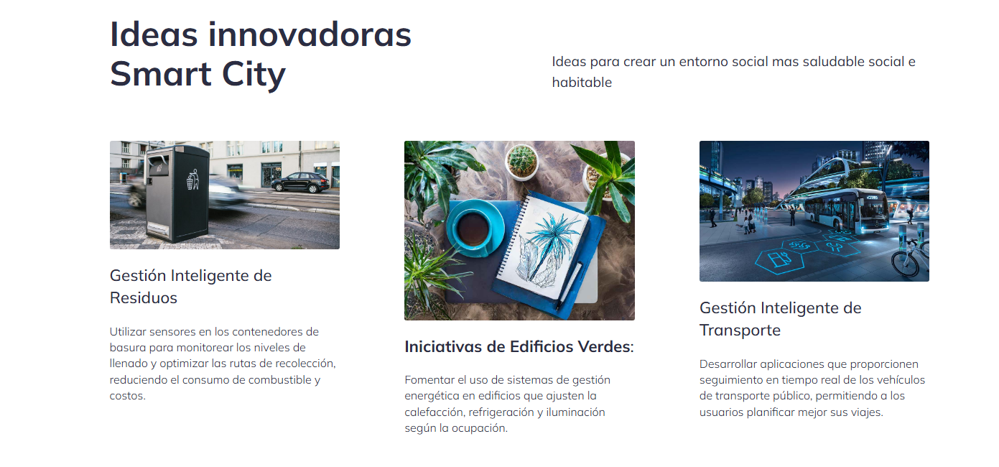 Ideas innovadoras
Smart City
Ideas para crear un entorno social mas saludable social e
habitable
Gestión Inteligente de
Residuos
Utilizar sensores en los contenedores de
basura para monitorear los niveles de
llenado y optimizar las rutas de recolección,
reduciendo el consumo de combustible y
costos.
Iniciativas de Edificios Verdes:
Fomentar el uso de sistemas de gestión
energética en edificios que ajusten la
calefacción, refrigeración y iluminación
según la ocupación.
Gestión Inteligente de
Transporte
Desarrollar aplicaciones que proporcionen
seguimiento en tiempo real de los vehículos
de transporte público, permitiendo a los
usuarios planificar mejor sus viajes.